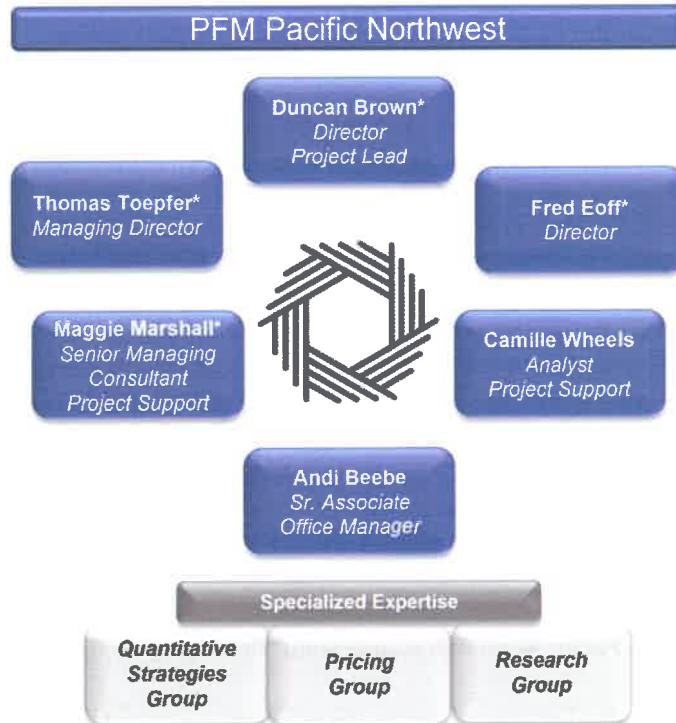 PFM Pacific Northwest
Duncan Brown*
Director
Project Lead
Thomas Toepfer*
Managing Director
Fred Eoff*
Director
Maggie Marshall*
Senior Managing
Consultant
Project Support
Camille Wheels
Analyst
Project Support
Andi Beebe
Sr. Associate
Office Manager
Specialized Expertise
Quantitative
Strategies
Group
Pricing
Group
Research
Group